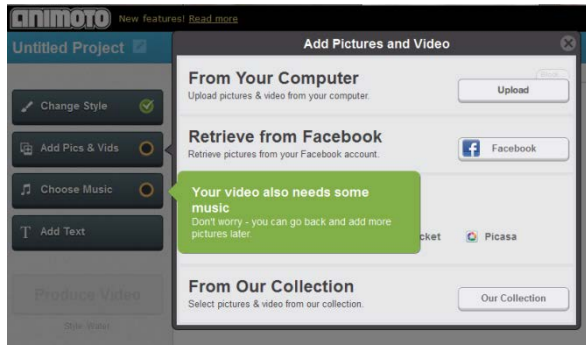 ANIMOTO New features! Read more
Untitled Project
Add Pictures and Video
From Your Computer
Upload pictures & video from your computer.
Upload
Change Style
Retrieve from Facebook
Retrieve pictures from your Facebook account.
Facebook
Add Pics & Vids
Choose Music
Your video also needs some
music
Don't worry - you can go back and add more
pictures later
cket
Picasa
Add Text
From Our Collection
Select pictures & video from our collection.
Our Collection
Produce Video